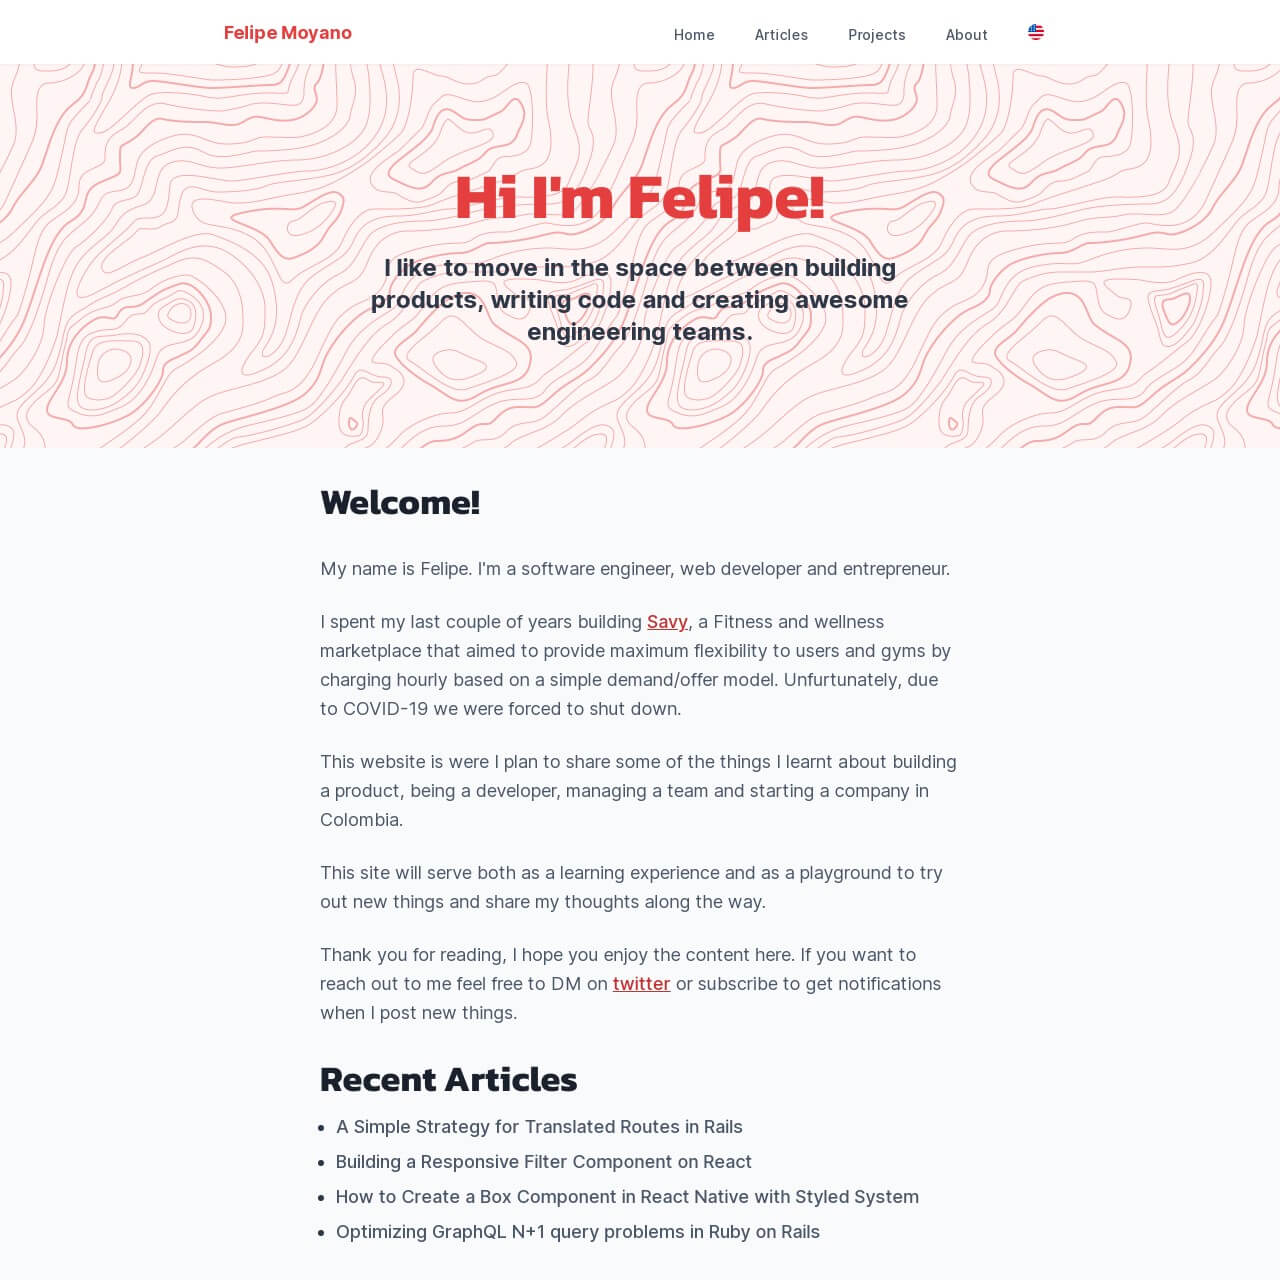 Felipe Moyano
Home Articles Projects About
Hi I'm Felipe!
I like to move in the space between building
products, writing code and creating awesome
engineering teams.
Welcome!
My name is Felipe. I'm a software engineer, web developer and entrepreneur.
I spent my last couple of years building Savy, a Fitness and wellness
marketplace that aimed to provide maximum flexibility to users and gyms by
charging hourly based on a simple demand/offer model. Unfurtunately, due
to COVID-19 we were forced to shut down.
This website is were I plan to share some of the things I learnt about building
a product, being a developer, managing a team and starting a company in
Colombia.
This site will serve both as a learning experience and as a playground to try
out new things and share my thoughts along the way.
Thank you for reading, I hope you enjoy the content here. If you want to
reach out to me feel free to DM on twitter or subscribe to get notifications
when I post new things.
Recent Articles
• A Simple Strategy for Translated Routes in Rails
• Building a Responsive Filter Component on React
• How to Create a Box Component in React Native with Styled System
• Optimizing GraphQL N+1 query problems in Ruby on Rails